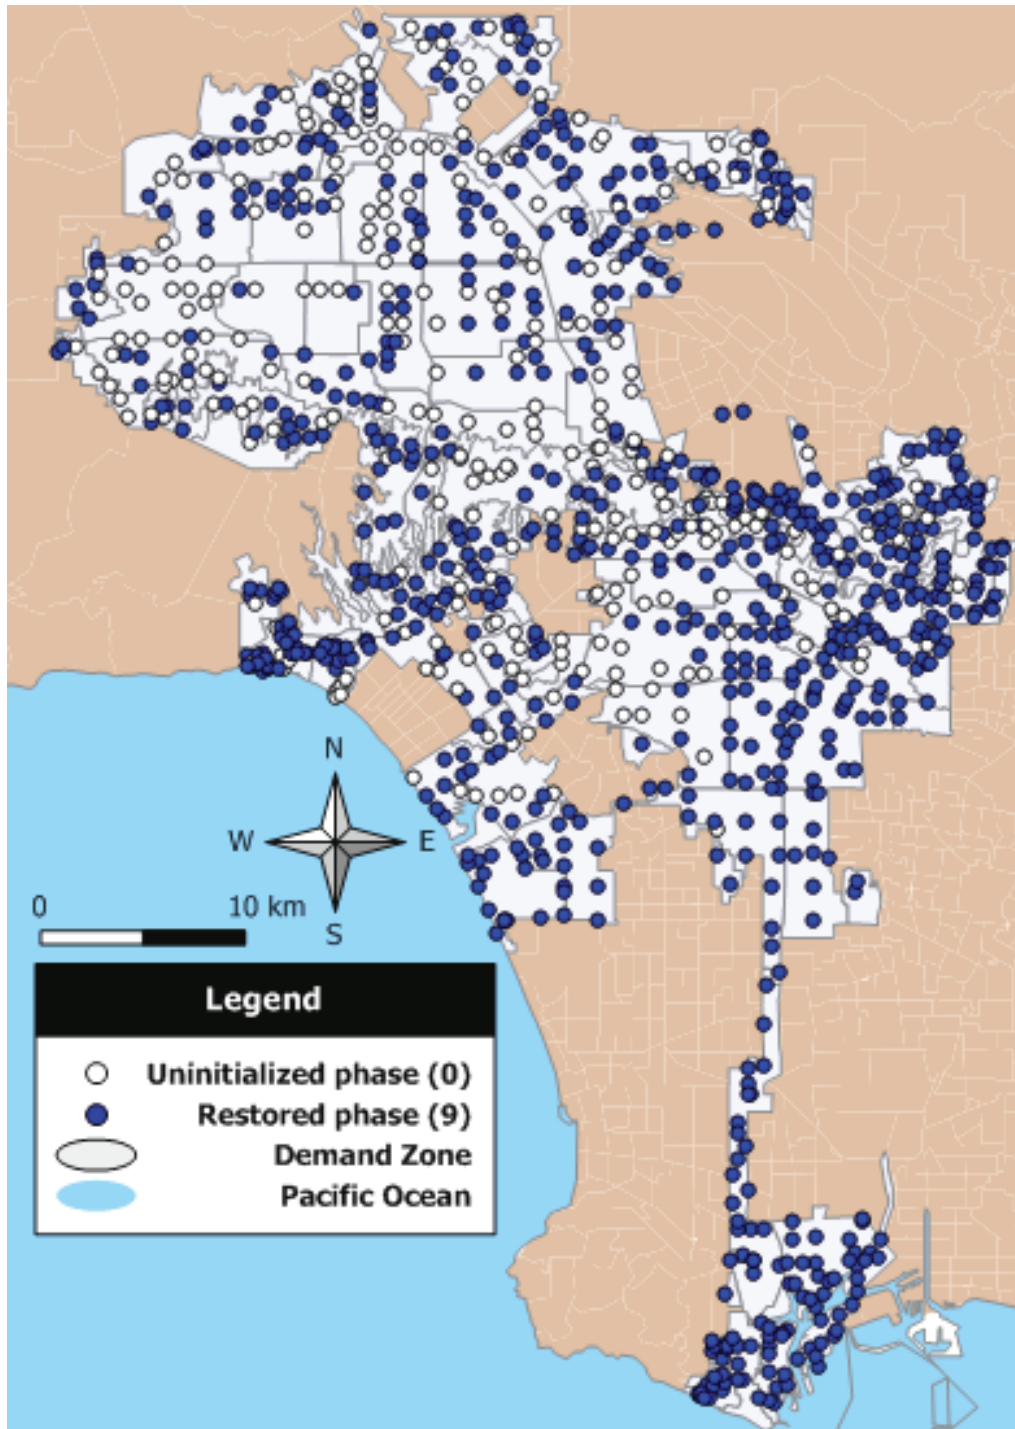 N
W E
S
0 10 km
Legend
Uninitialized phase (0)
Restored phase (9)
Demand Zone
Pacific Ocean